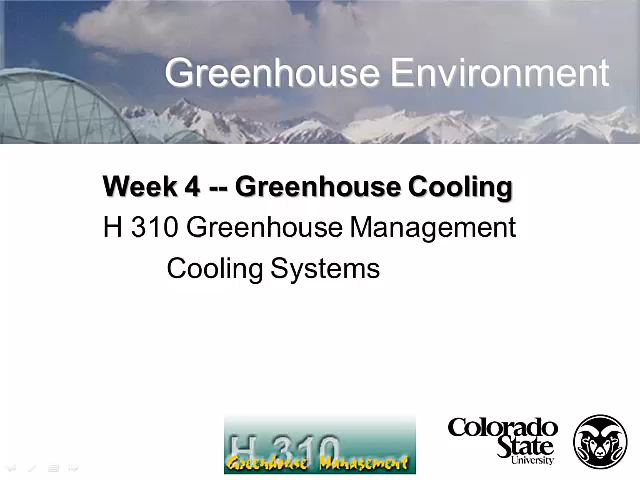 Greenhouse Environment
Week 4 -- Greenhouse Cooling
H 310 Greenhouse Management
Cooling Systems
H 310
Greenhouse Management
Colorado
State
University